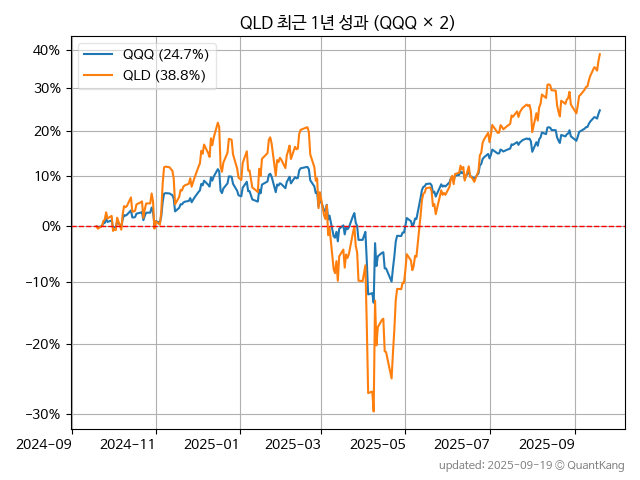 QLD 최근 1년 성과 (QQQ × 2)
QQQ (24.7%)
QLD (38.8%)
40%
30%
20%
10%
0%
−10%
−20%
−30%
2024-09 2024-11 2025-01 2025-03 2025-05 2025-07 2025-09
updated: 2025-09-19 © QuantKang